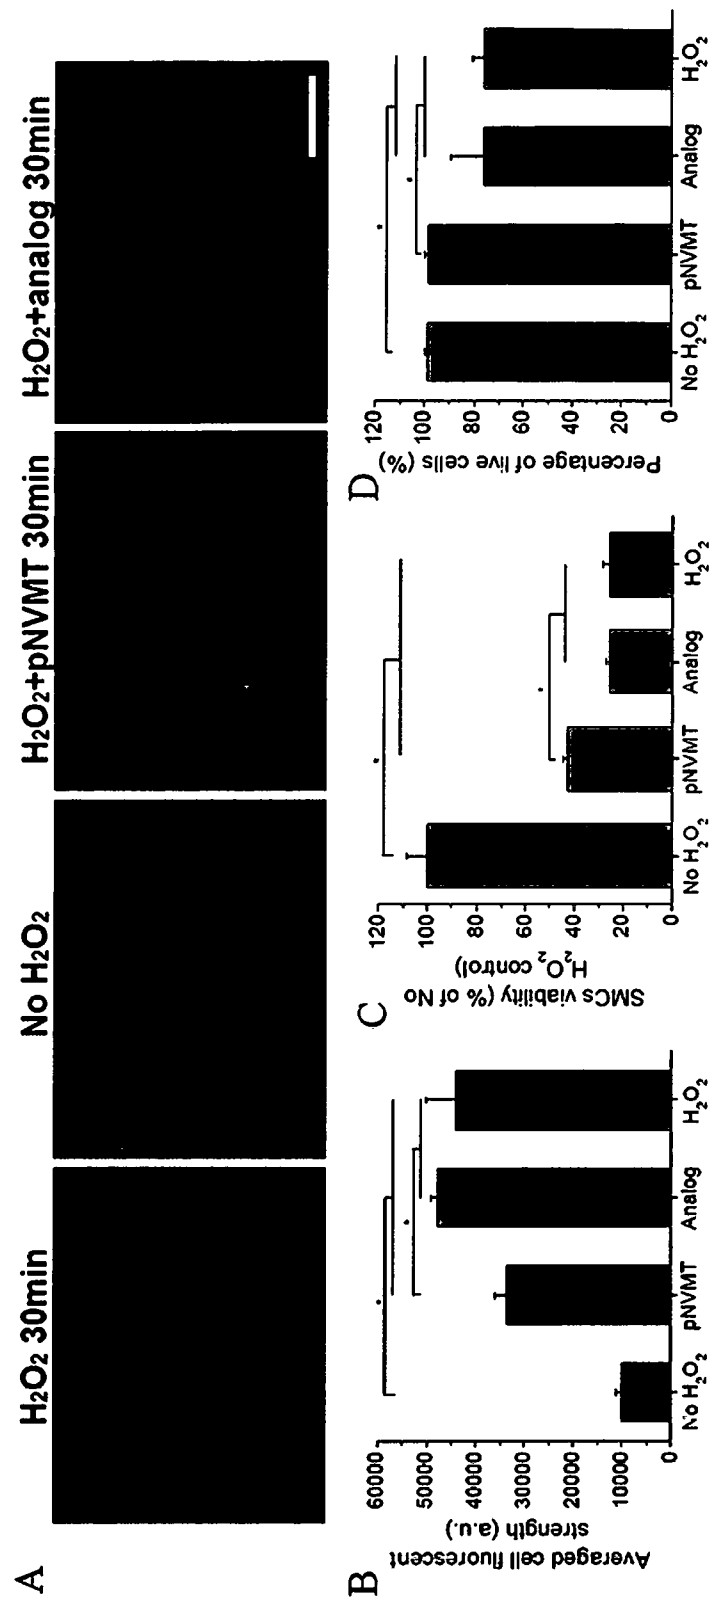 A
H₂O₂ 30min
No H₂O₂
H₂O₂+pNVMT 30min
H₂O₂+analog 30min
B
Averaged cell fluorescent
strength (a.u.)
60000
50000
40000
30000
20000
10000
0
*
*
No H₂O₂
pNVMT
Analog
H₂O₂
C
SMCs viability (% of No
H₂O₂ control)
120
100
80
60
40
20
0
*
*
No H₂O₂
pNVMT
Analog
H₂O₂
D
Percentage of live cells (%)
120
100
80
60
40
20
0
*
*
No H₂O₂
pNVMT
Analog
H₂O₂